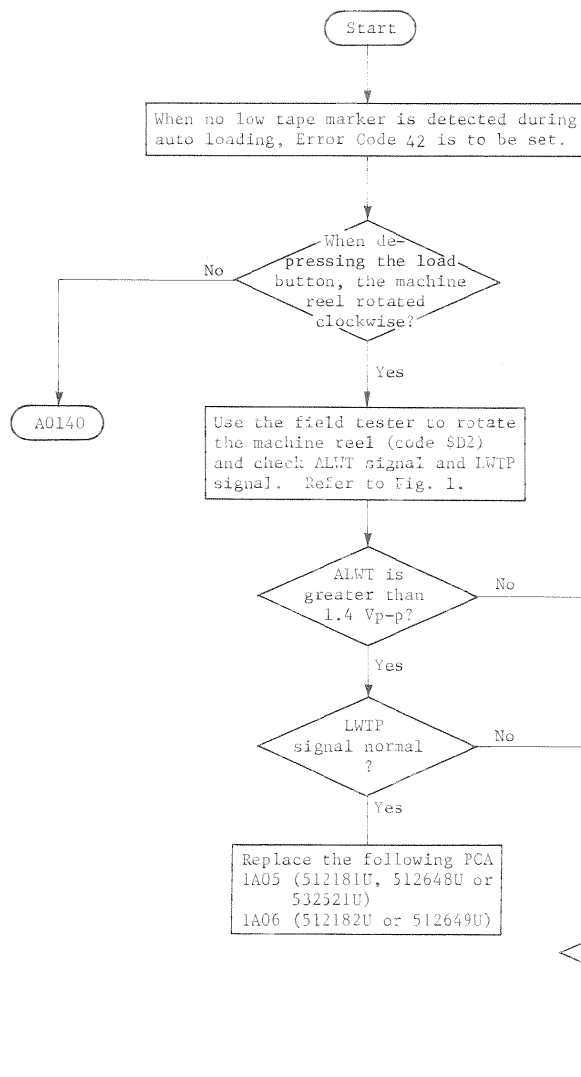 Start
When no low tape marker is detected during
auto loading, Error Code 42 is to be set.
When de-
pressing the load
button, the machine
reel rotated
clockwise?
No
Yes
A0140
Use the field tester to rotate
the machine reel (code $D2)
and check ALWT signal and LWTP
signal. Refer to Fig. 1.
ALWT is
greater than
1.4 Vp-p?
No
Yes
LWTP
signal normal
?
No
Yes
Replace the following PCA
1A05 (512181U, 512648U or
532521U)
1A06 (512182U or 512649U)